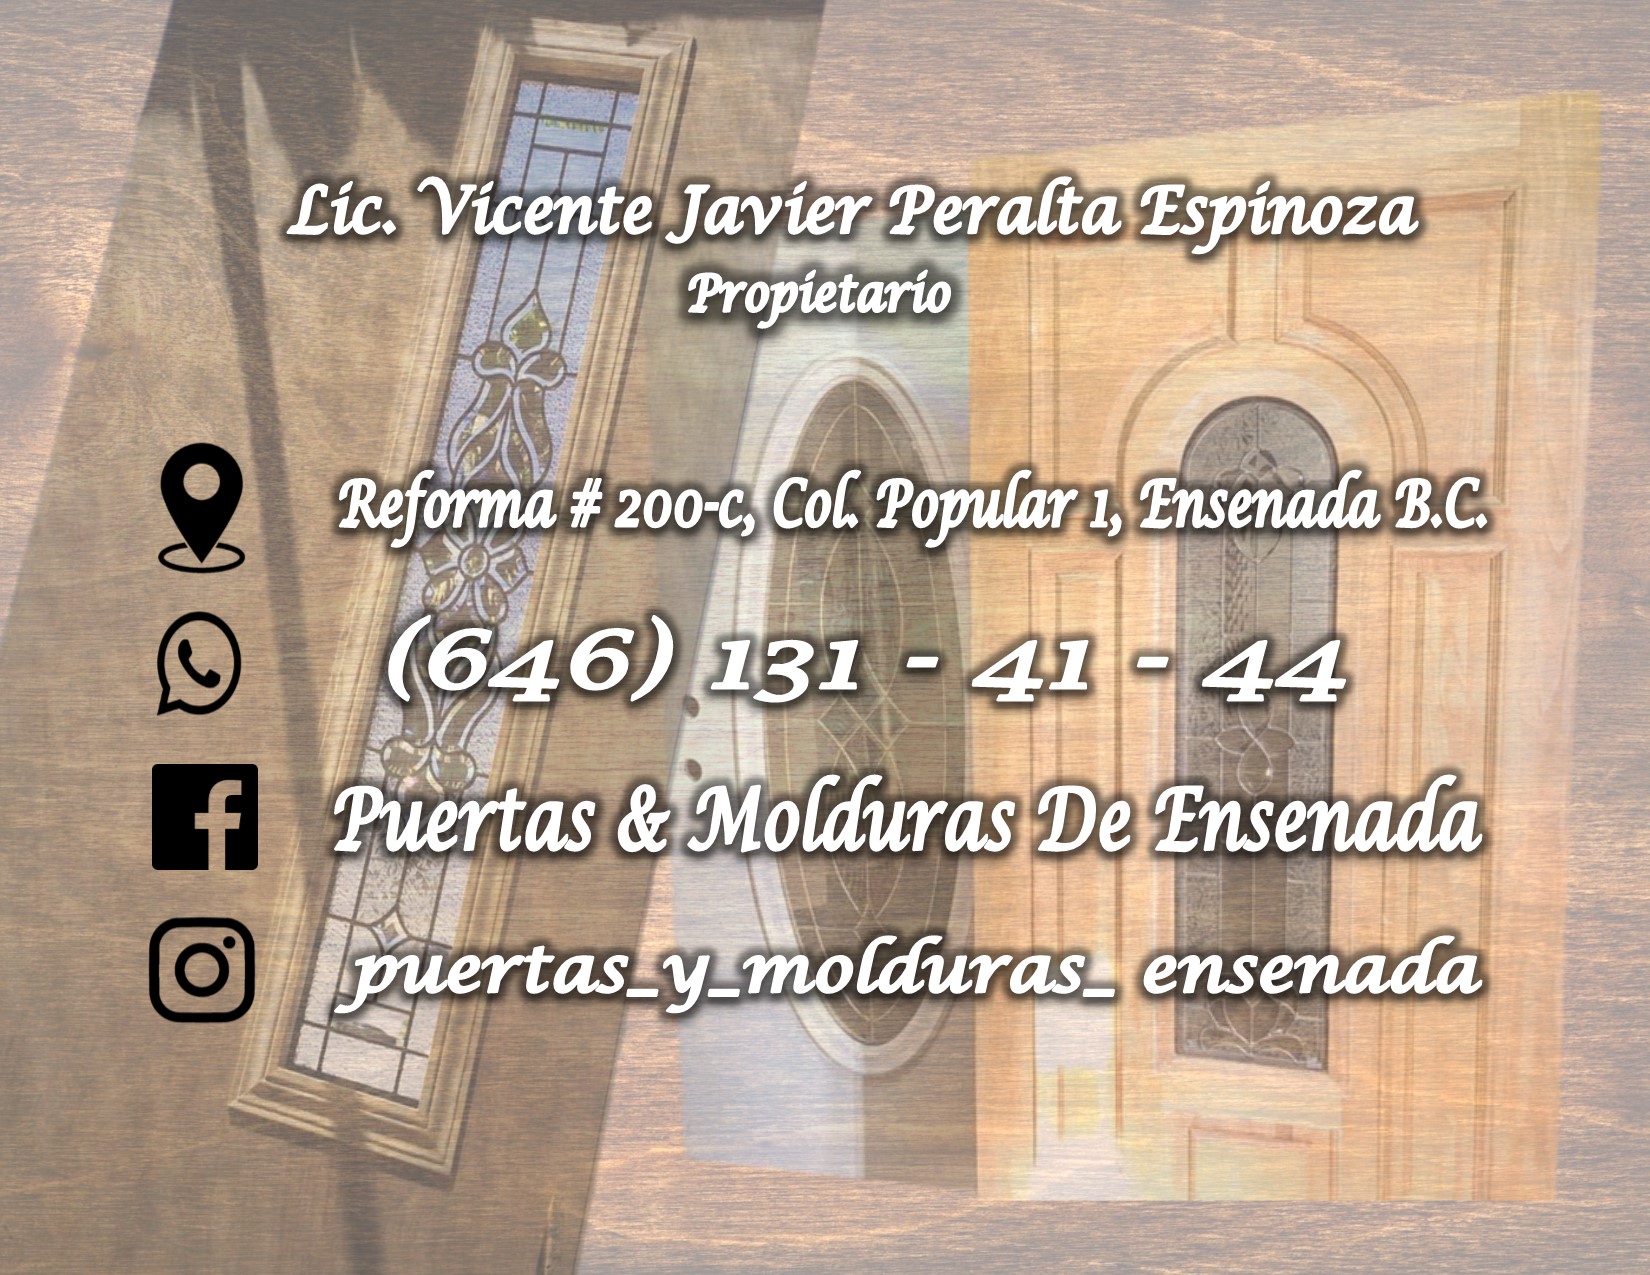 Lic. Vicente Javier Peralta Espinoza
Propietario
Reforma # 200-c, Col. Popular 1, Ensenada B.C.
(646) 131 - 41 - 44
Puertas & Molduras De Ensenada
puertas_y_molduras_ ensenada